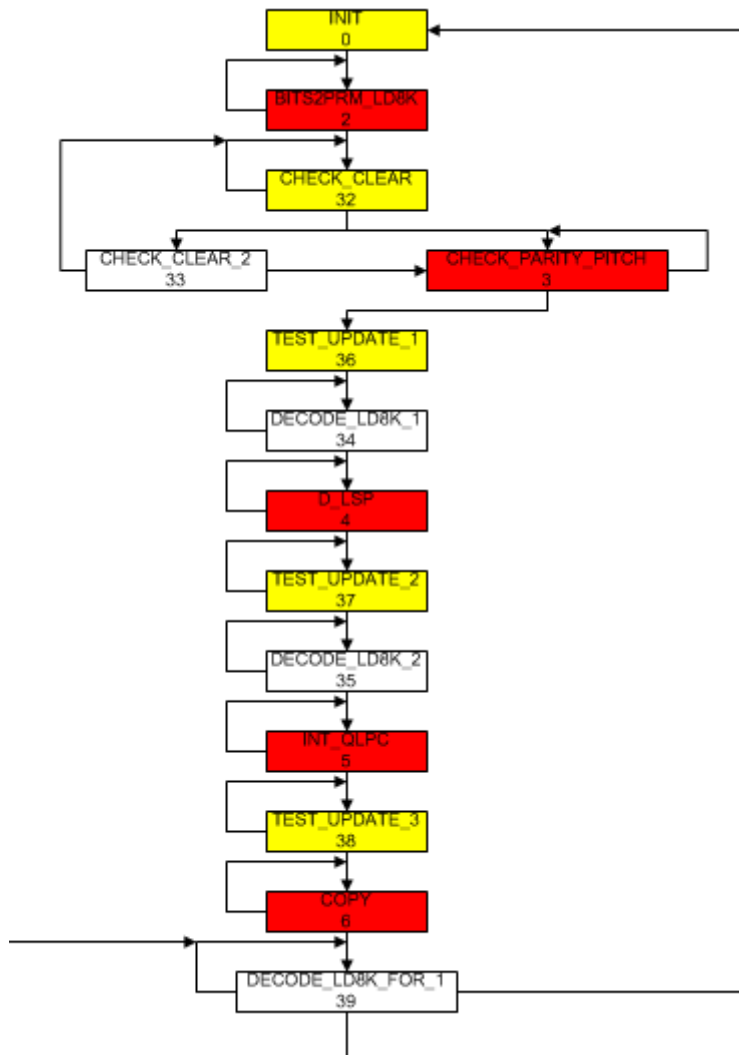 INIT
0
BITS2PRM_LD8K
2
CHECK_CLEAR
32
CHECK_CLEAR_2
33
CHECK_PARITY_PITCH
3
TEST_UPDATE_1
36
DECODE_LD8K_1
34
D_LSP
4
TEST_UPDATE_2
37
DECODE_LD8K_2
35
INT_QLPC
5
TEST_UPDATE_3
38
COPY
6
DECODE_LD8K_FOR_1
39